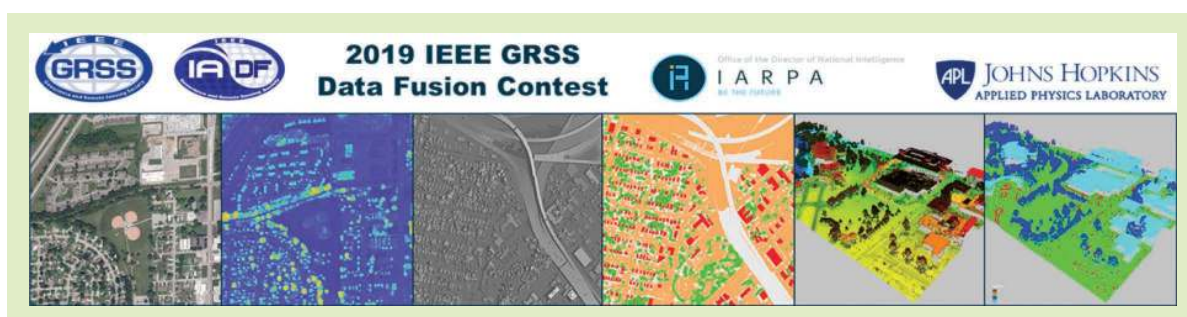 IEEE
GRSS
IADF
2019 IEEE GRSS
Data Fusion Contest
Office of the Director of National Intelligence
IARPA
BE THE FUTURE
APL
JOHNS HOPKINS
APPLIED PHYSICS LABORATORY